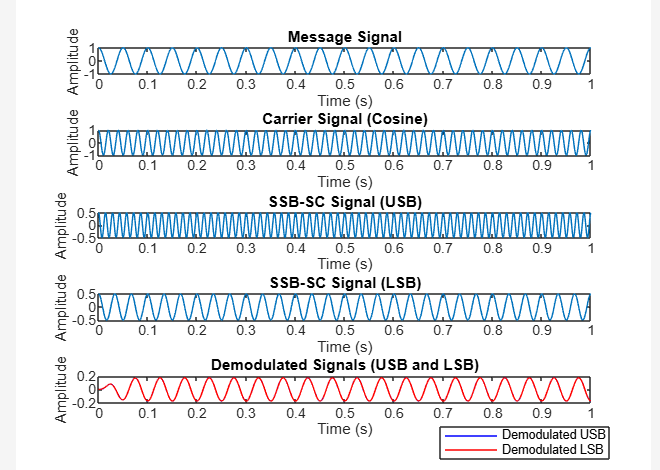 Message Signal
Amplitude
1
0
-1
0 0.1 0.2 0.3 0.4 0.5 0.6 0.7 0.8 0.9 1
Time (s)
Carrier Signal (Cosine)
Amplitude
1
0
-1
0 0.1 0.2 0.3 0.4 0.5 0.6 0.7 0.8 0.9 1
Time (s)
SSB-SC Signal (USB)
Amplitude
0.5
0
-0.5
0 0.1 0.2 0.3 0.4 0.5 0.6 0.7 0.8 0.9 1
Time (s)
SSB-SC Signal (LSB)
Amplitude
0.5
0
-0.5
0 0.1 0.2 0.3 0.4 0.5 0.6 0.7 0.8 0.9 1
Time (s)
Demodulated Signals (USB and LSB)
Amplitude
0.2
0
-0.2
0 0.1 0.2 0.3 0.4 0.5 0.6 0.7 0.8 0.9 1
Time (s)
Demodulated USB
Demodulated LSB